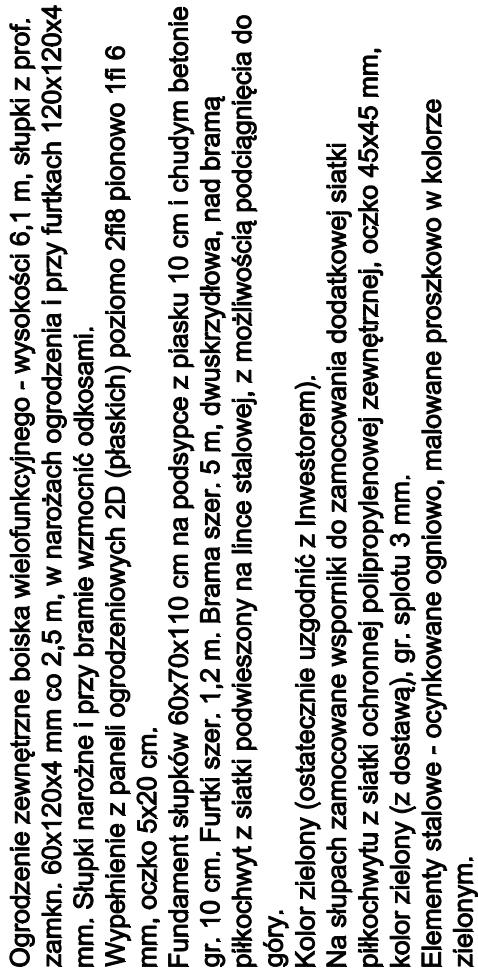 Ogrodzenie zewnętrzne boiska wielofunkcyjnego - wysokości 6,1 m, słupki z prof.
zamkn. 60x120x4 mm co 2,5 m, w narożach ogrodzenia i przy furtkach 120x120x4
mm. Słupki narożne i przy bramie wzmocnić odkosami.
Wypełnienie z paneli ogrodzeniowych 2D (płaskich) poziomo 2fi8 pionowo 1fi 6
mm, oczko 5x20 cm.
Fundament słupków 60x70x110 cm na podsypce z piasku 10 cm i chudym betonie
gr. 10 cm. Furtki szer. 1,2 m. Brama szer. 5 m, dwuskrzydłowa, nad bramą
piłkochwyt z siatki podwieszony na lince stalowej, z możliwością podciągnięcia do
góry.
Kolor zielony (ostatecznie uzgodnić z Inwestorem).
Na słupach zamocowane wsporniki do zamocowania dodatkowej siatki
piłkochwytu z siatki ochronnej polipropylenowej zewnętrznej, oczko 45x45 mm,
kolor zielony (z dostawą), gr. splotu 3 mm.
Elementy stalowe - ocynkowane ogniowo, malowane proszkowo w kolorze
zielonym.